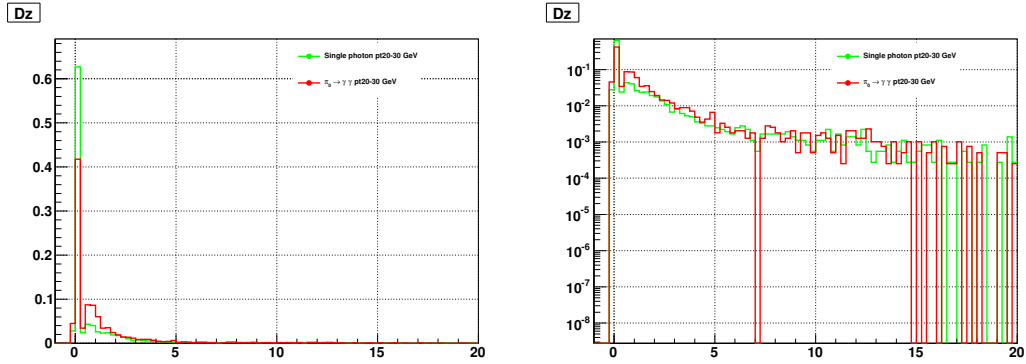 Dz
Single photon pt20-30 GeV
π₀ → γ γ pt20-30 GeV
0.6
0.5
0.4
0.3
0.2
0.1
0
0 5 10 15 20
Dz
Single photon pt20-30 GeV
π₀ → γ γ pt20-30 GeV
10⁻¹
10⁻²
10⁻³
10⁻⁴
10⁻⁵
10⁻⁶
10⁻⁷
10⁻⁸
0 5 10 15 20